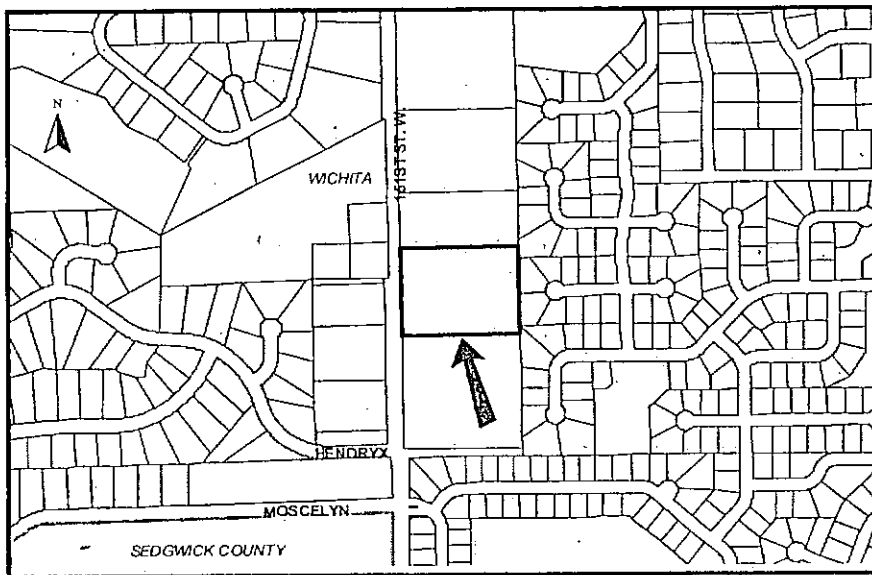 N
WICHITA
151ST ST. W
HENDRYX
MOSCELYN
SEDGWICK COUNTY